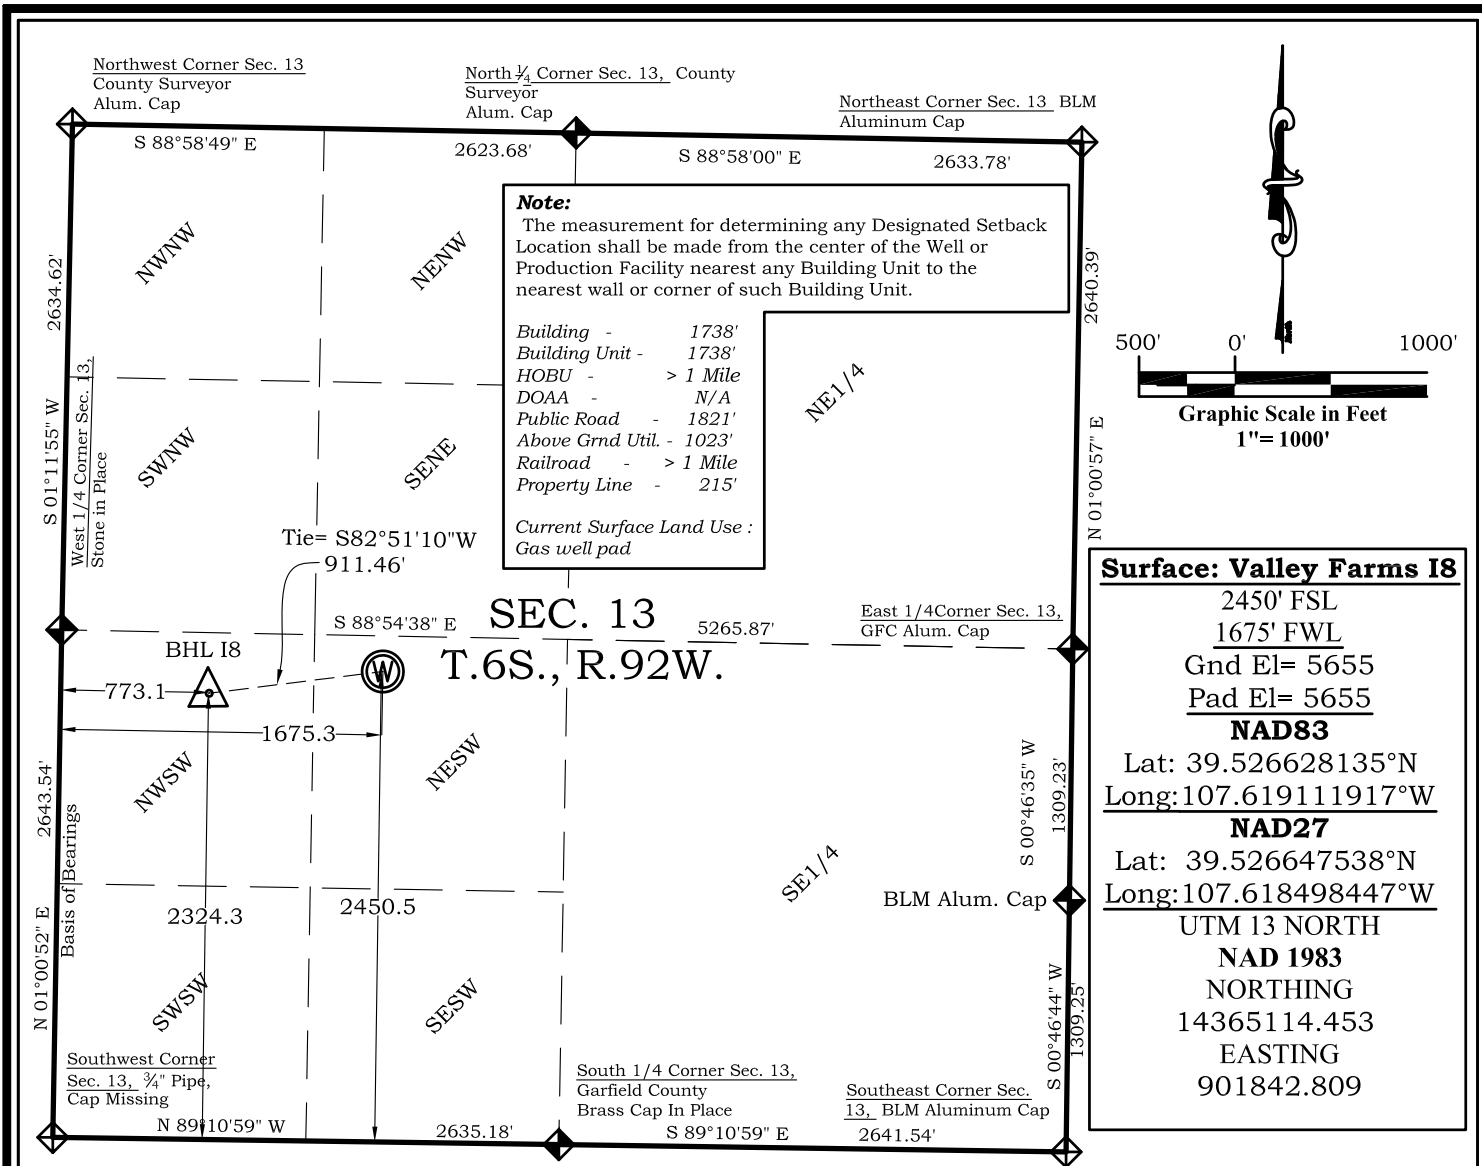 Northwest Corner Sec. 13
County Surveyor
Alum. Cap
North 1/4 Corner Sec. 13, County
Surveyor
Alum. Cap
Northeast Corner Sec. 13 BLM
Aluminum Cap
S 88°58'49" E
2623.68'
S 88°58'00" E
2633.78'
NWNW
NENW
2634.62'
S 01°11'55" W
West 1/4 Corner Sec. 13,
Stone in Place
SWNW
SENE
Note:
The measurement for determining any Designated Setback
Location shall be made from the center of the Well or
Production Facility nearest any Building Unit to the
nearest wall or corner of such Building Unit.
Building - 1738'
Building Unit - 1738'
HOBU - > 1 Mile
DOAA - N/A
Public Road - 1821'
Above Grnd Util. - 1023'
Railroad - > 1 Mile
Property Line - 215'
Current Surface Land Use :
Gas well pad
NE1/4
2640.39'
N 01°00'57" E
500' 0' 1000'
Graphic Scale in Feet
1"= 1000'
Tie= S82°51'10"W
911.46'
S 88°54'38" E
SEC. 13
T.6S., R.92W.
5265.87'
East 1/4Corner Sec. 13,
GFC Alum. Cap
BHL I8
W
773.1
1675.3
NWSW
NESW
2643.54'
Basis of Bearings
N 01°00'52" E
2324.3
2450.5
SWSW
SESW
SE1/4
S 00°46'35" W
1309.23'
BLM Alum. Cap
S 00°46'44" W
1309.25'
Southwest Corner
Sec. 13, ¾" Pipe,
Cap Missing
N 89°10'59" W
2635.18'
South 1/4 Corner Sec. 13,
Garfield County
Brass Cap In Place
S 89°10'59" E
Southeast Corner Sec.
13, BLM Aluminum Cap
2641.54'
Surface: Valley Farms I8
2450' FSL
1675' FWL
Gnd El= 5655
Pad El= 5655
NAD83
Lat: 39.526628135°N
Long:107.619111917°W
NAD27
Lat: 39.526647538°N
Long:107.618498447°W
UTM 13 NORTH
NAD 1983
NORTHING
14365114.453
EASTING
901842.809